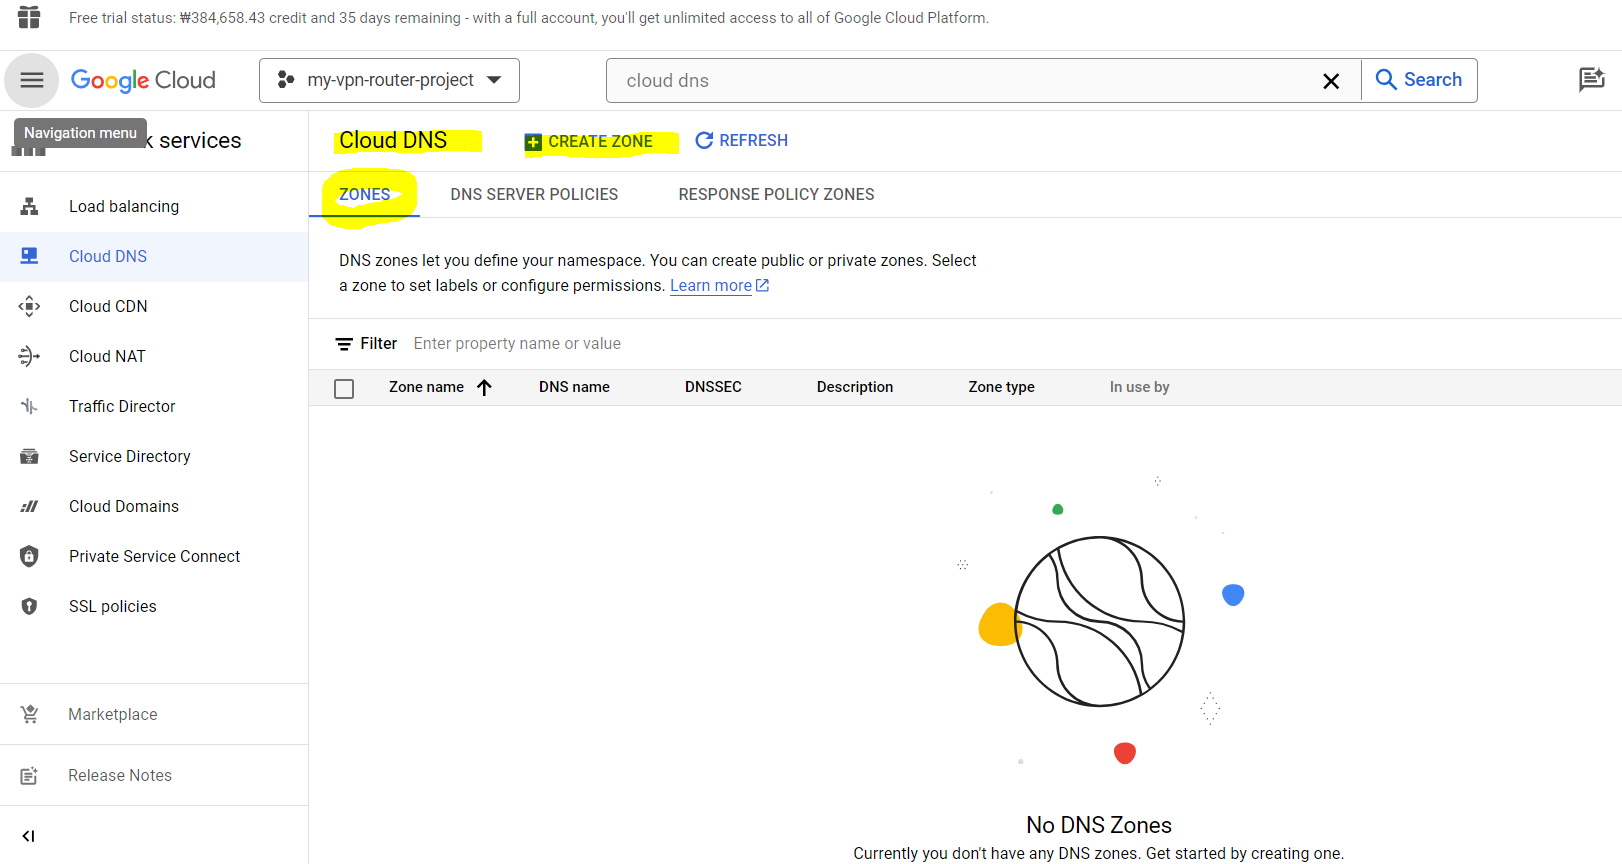 Free trial status: ₩384,658.43 credit and 35 days remaining - with a full account, you'll get unlimited access to all of Google Cloud Platform.
Google Cloud
my-vpn-router-project
cloud dns
Search
Navigation menu
k services
Cloud DNS
CREATE ZONE
REFRESH
ZONES
DNS SERVER POLICIES
RESPONSE POLICY ZONES
Load balancing
Cloud DNS
Cloud CDN
Cloud NAT
Traffic Director
Service Directory
Cloud Domains
Private Service Connect
SSL policies
Marketplace
Release Notes
DNS zones let you define your namespace. You can create public or private zones. Select
a zone to set labels or configure permissions. Learn more
Filter Enter property name or value
Zone name DNS name DNSSEC Description Zone type In use by
No DNS Zones
Currently you don't have any DNS zones. Get started by creating one.